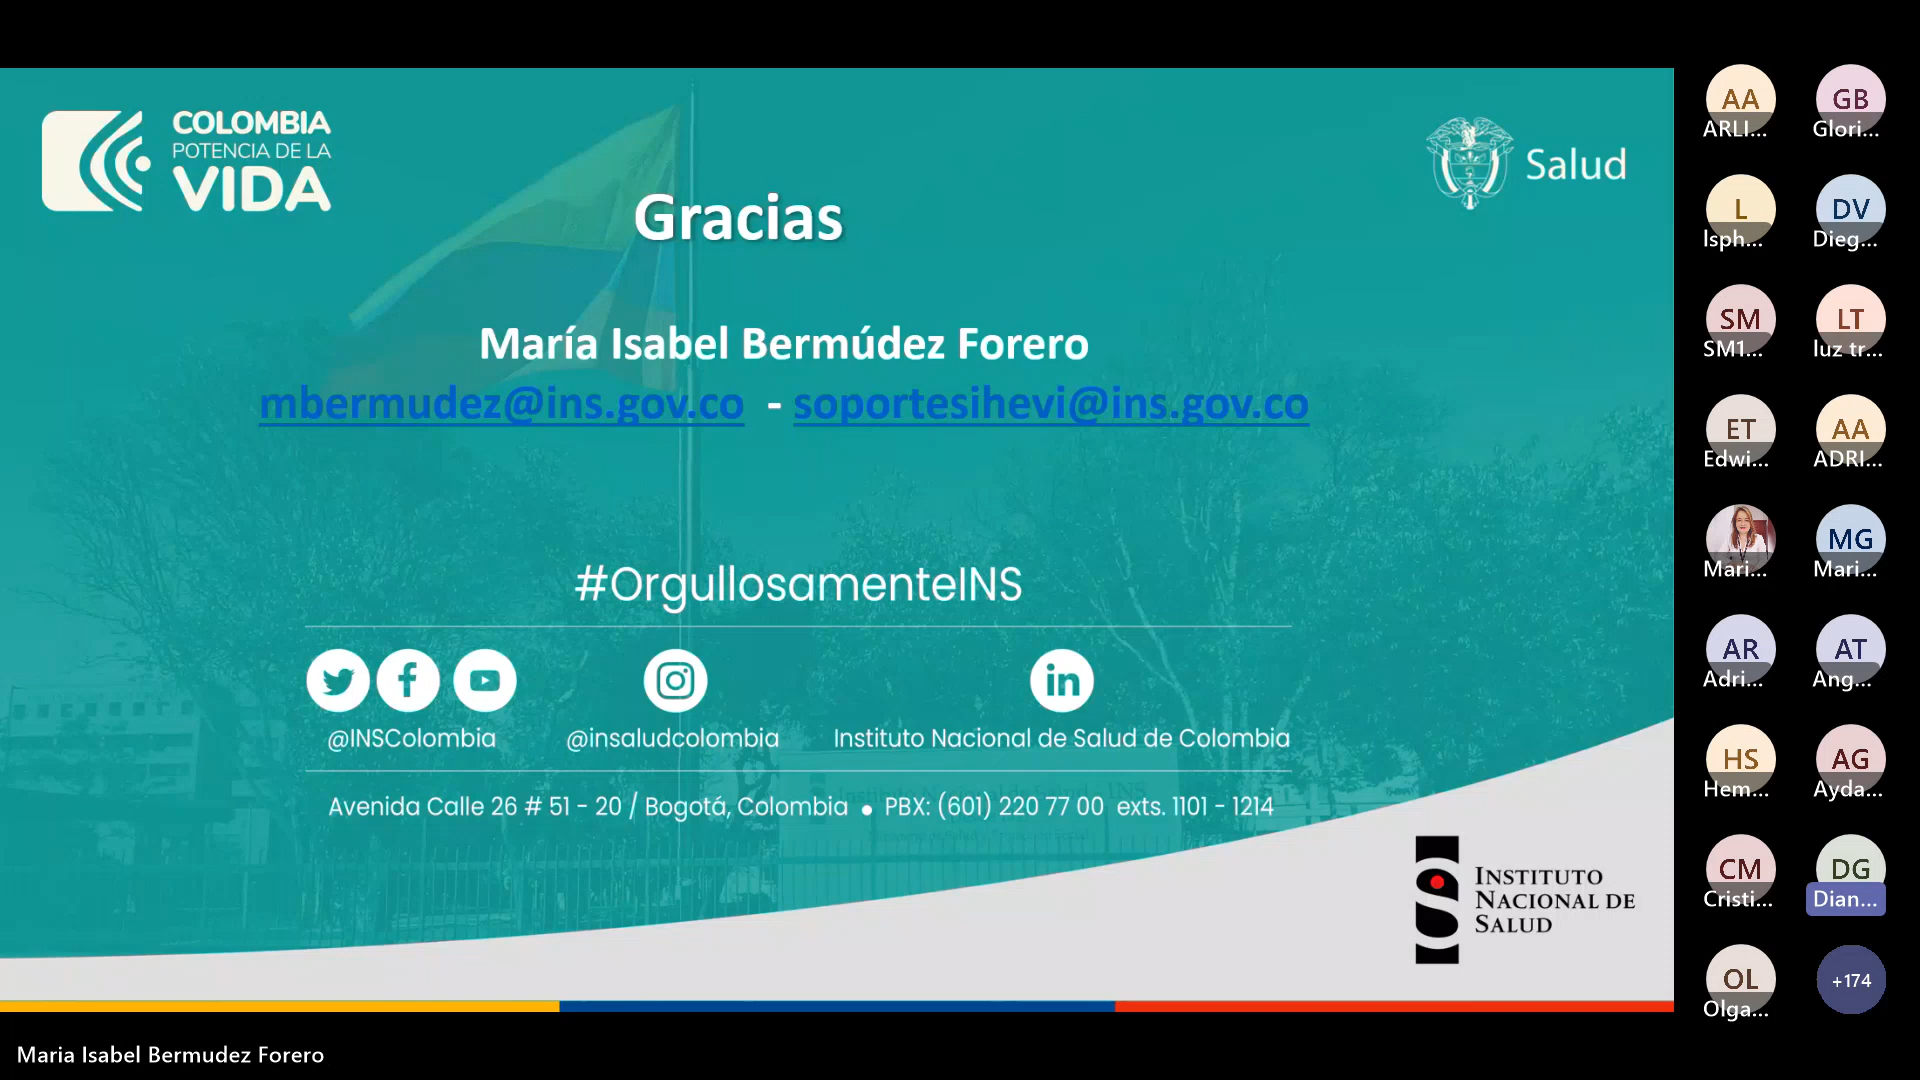 COLOMBIA
POTENCIA DE LA
VIDA
Salud
Gracias
María Isabel Bermúdez Forero
mbermudez@ins.gov.co - soportesihevi@ins.gov.co
#OrgullosamenteINS
@INSColombia
@insaludcolombia
Instituto Nacional de Salud de Colombia
Avenida Calle 26 # 51 - 20 / Bogotá, Colombia ● PBX: (601) 220 77 00 exts. 1101 - 1214
INSTITUTO
NACIONAL DE
SALUD
Maria Isabel Bermudez Forero
AA GB
ARLI... Glori...
L DV
lsph... Dieg...
SM LT
SM1... luz tr...
ET AA
Edwi... ADRI...
MG
Mari... Mari...
AR AT
Adri... Ang...
HS AG
Hem... Ayda...
CM DG
Cristi... Dian...
OL +174
Olga...